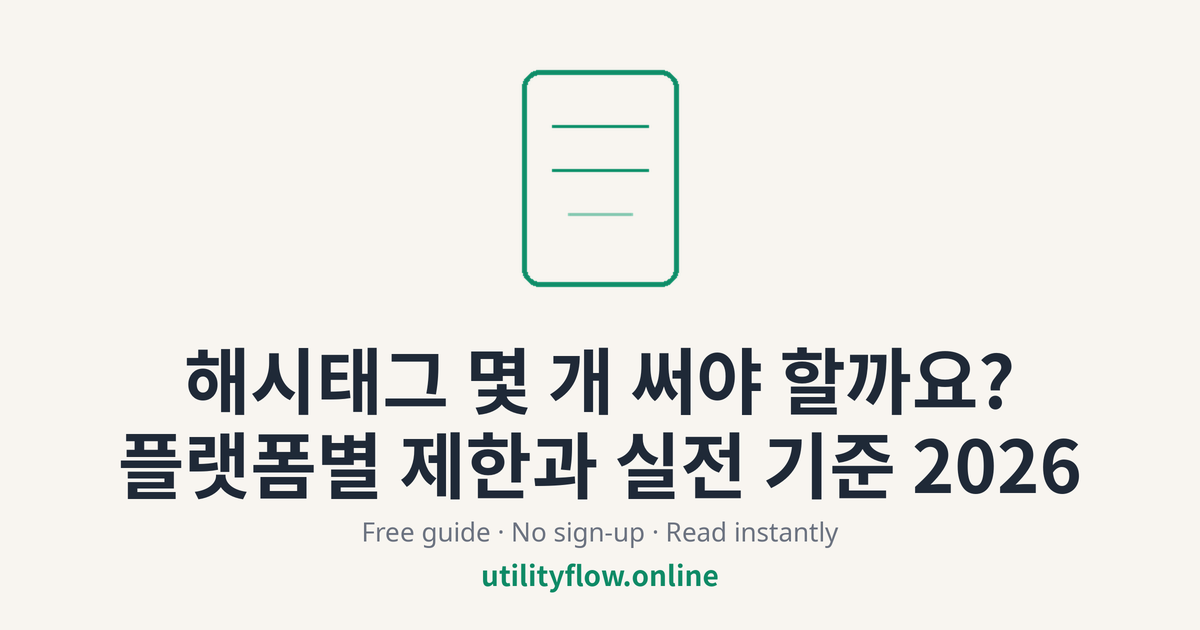 해시태그 몇 개 써야 할까요?
플랫폼별 제한과 실전 기준 2026
Free guide · No sign-up · Read instantly
utilityflow.online